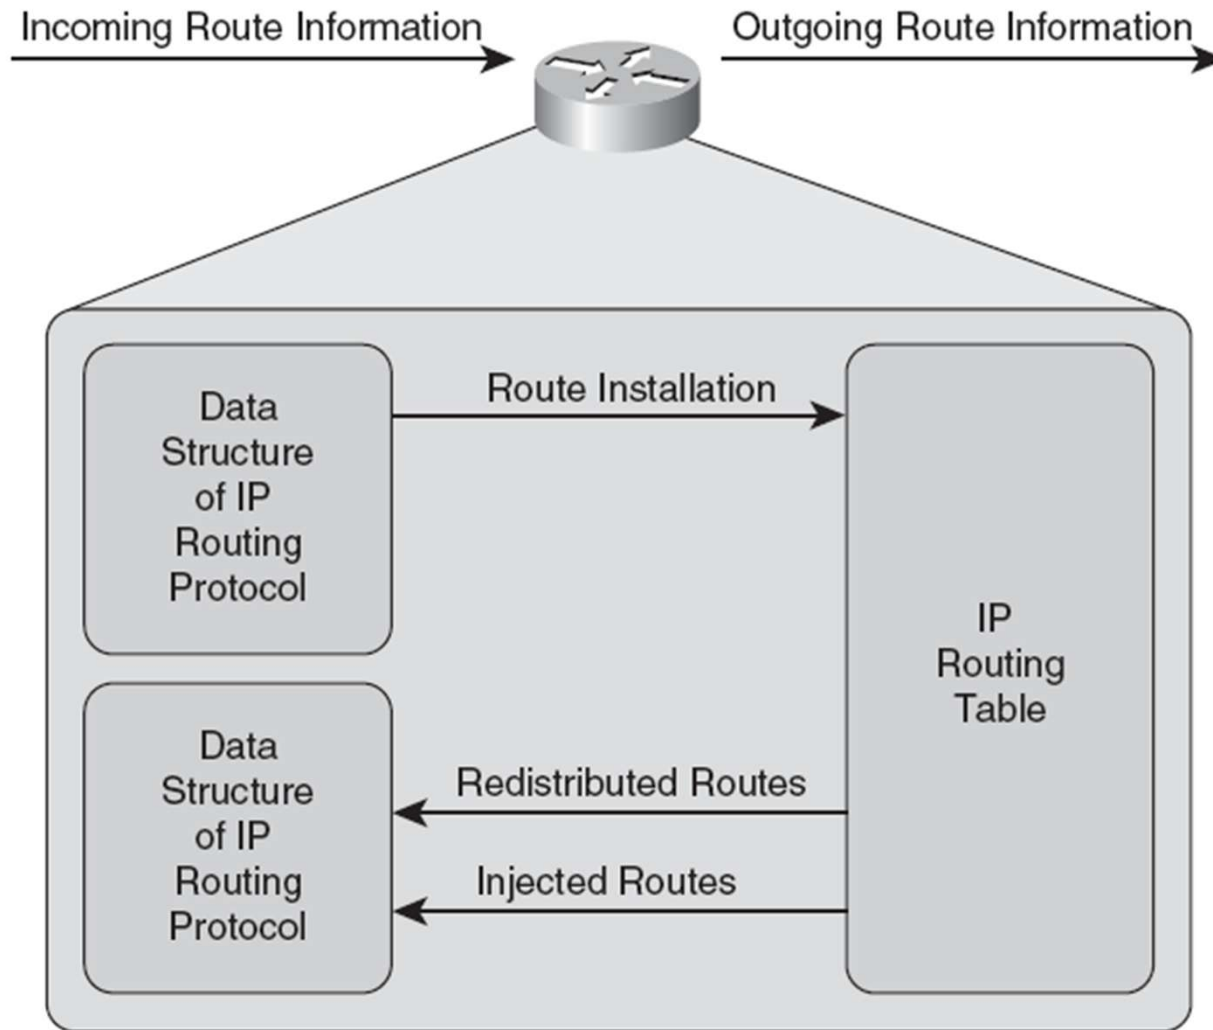 Incoming Route Information
Outgoing Route Information
Data
Structure
of IP
Routing
Protocol
Route Installation
IP
Routing
Table
Data
Structure
of IP
Routing
Protocol
Redistributed Routes
Injected Routes